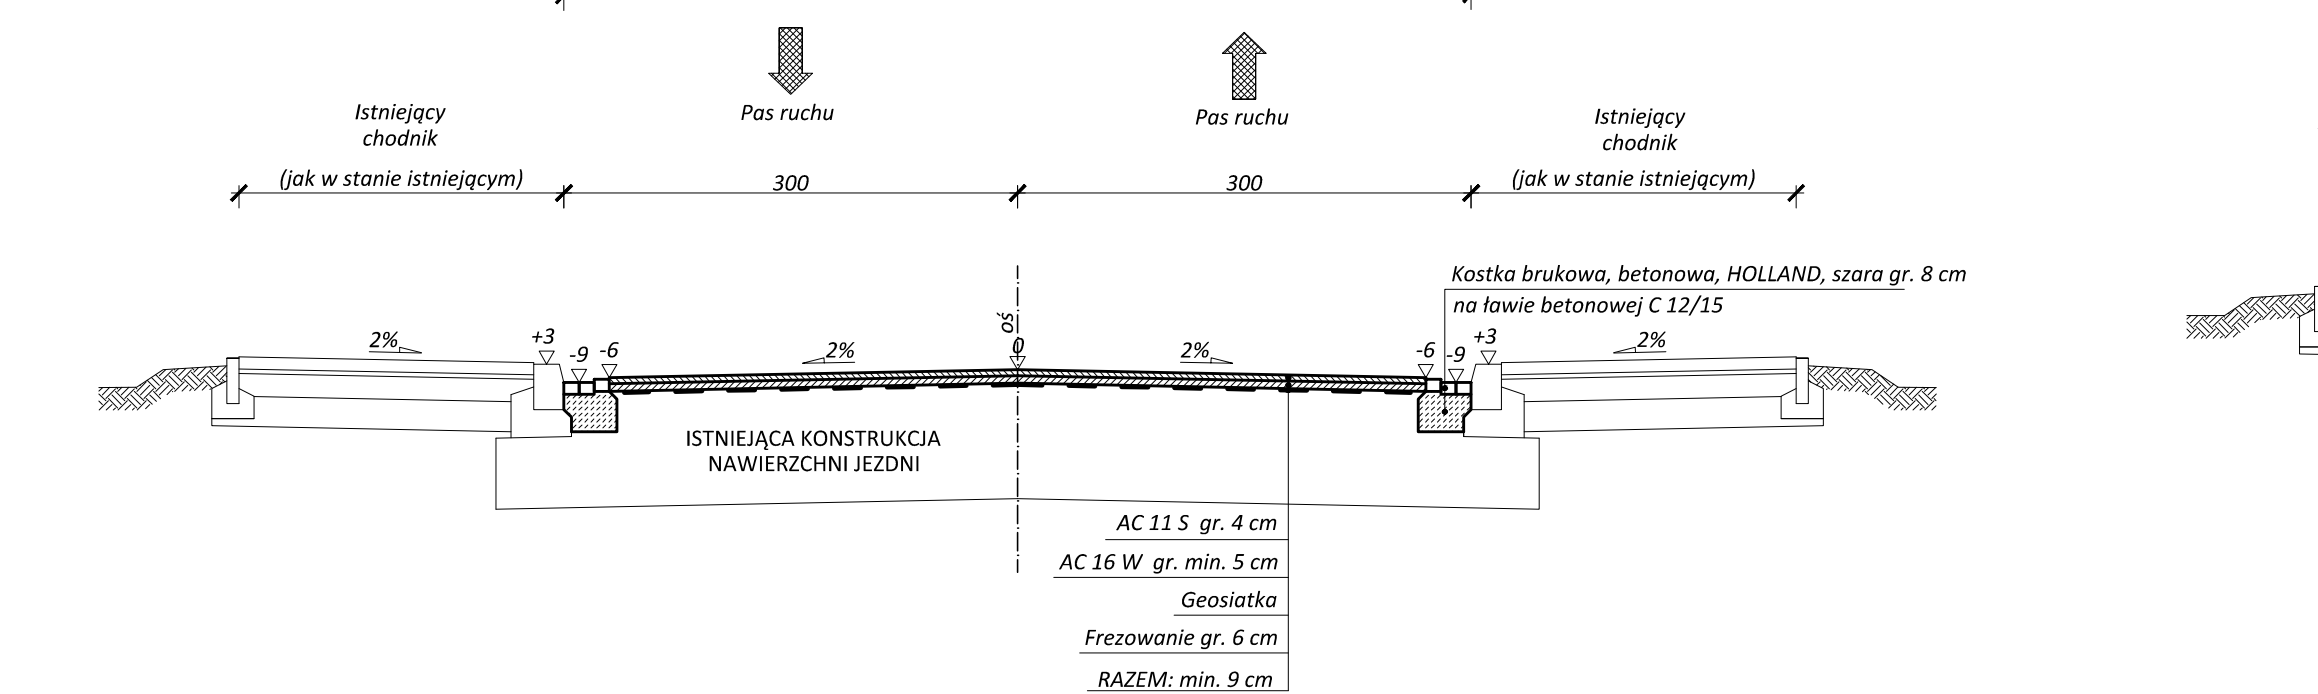 Istniejący
chodnik
(jak w stanie istniejącym)
Pas ruchu
300
Pas ruchu
300
Istniejący
chodnik
(jak w stanie istniejącym)
Kostka brukowa, betonowa, HOLLAND, szara gr. 8 cm
na ławie betonowej C 12/15
2%
+3
-9
-6
2%
oś
0
2%
-6
-9
+3
2%
ISTNIEJĄCA KONSTRUKCJA
NAWIERZCHNI JEZDNI
AC 11 S gr. 4 cm
AC 16 W gr. min. 5 cm
Geosiatka
Frezowanie gr. 6 cm
RAZEM: min. 9 cm